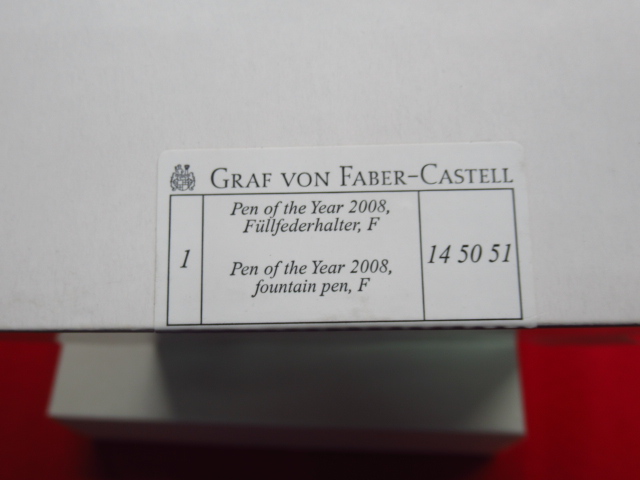 GRAF VON FABER-CASTELL
1
Pen of the Year 2008,
Füllfederhalter, F
Pen of the Year 2008,
fountain pen, F
14 50 51